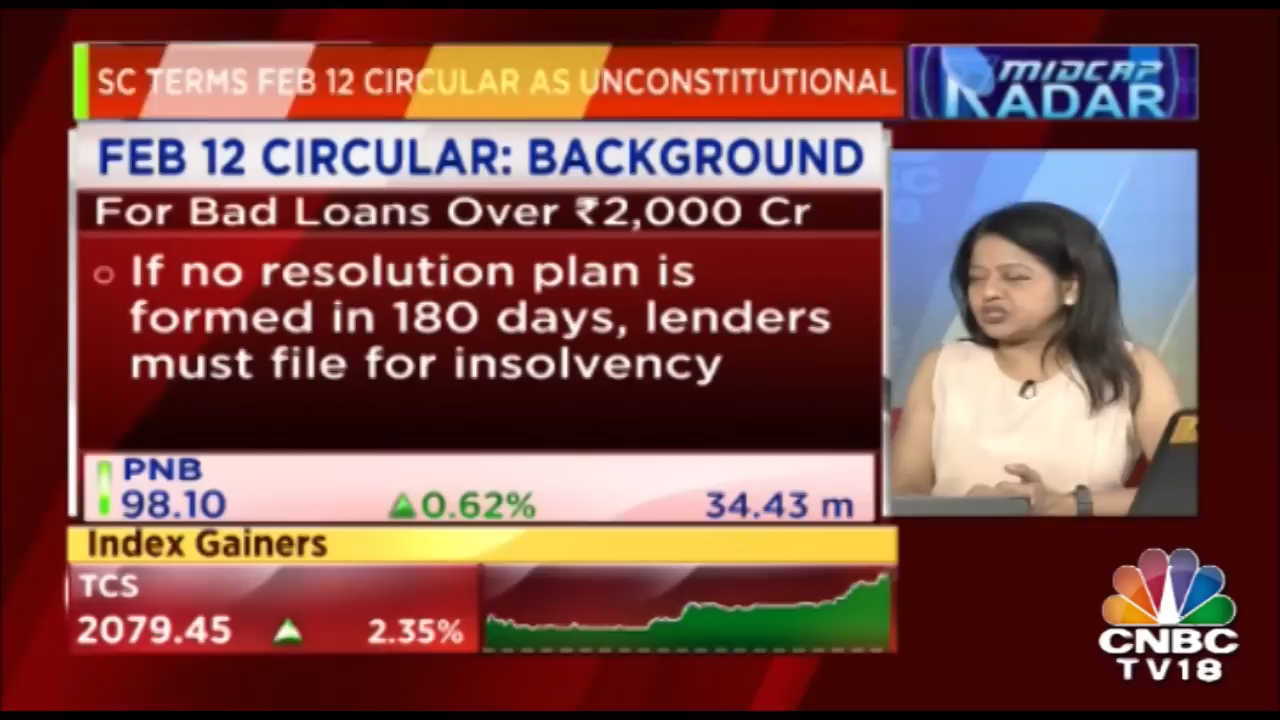 SC TERMS FEB 12 CIRCULAR AS UNCONSTITUTIONAL
MIDCAP
RADAR
FEB 12 CIRCULAR: BACKGROUND
For Bad Loans Over ₹2,000 Cr
If no resolution plan is
formed in 180 days, lenders
must file for insolvency
PNB
98.10 0.62% 34.43 m
Index Gainers
TCS
2079.45 2.35%
CNBC
TV18